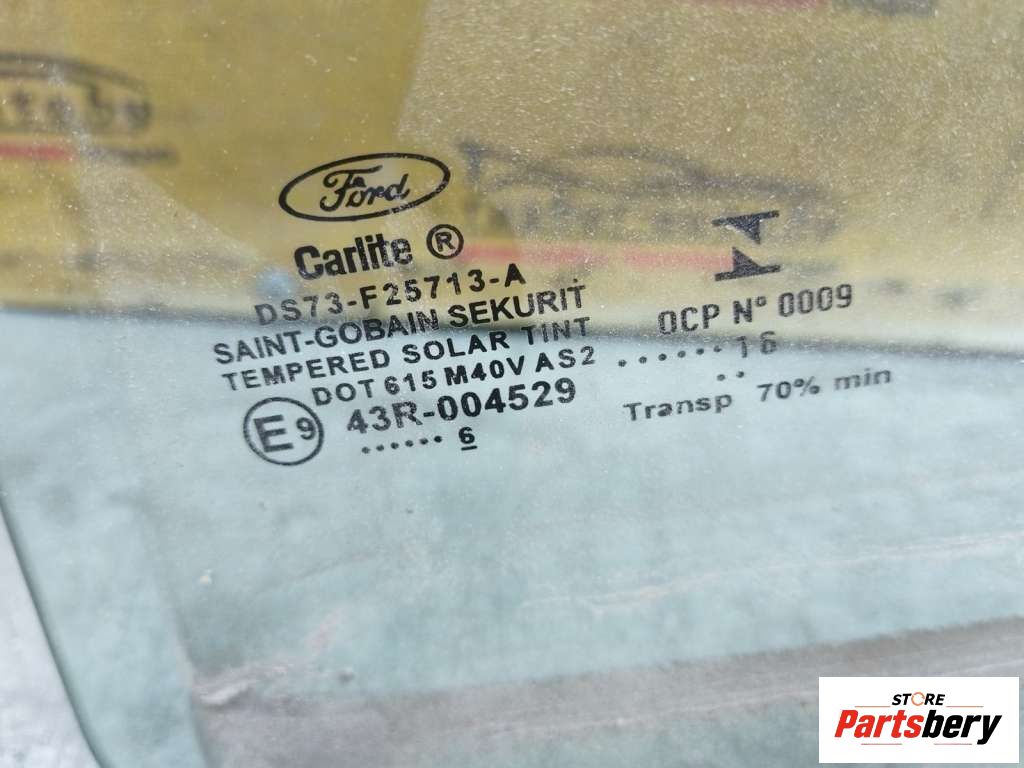 Ford
Carlite ®
DS73-F25713-A
SAINT-GOBAIN SEKURIT
TEMPERED SOLAR TINT
DOT 615 M40V AS2
E9 43R-004529
...... 6
OCP N° 0009
...... 16
..
Transp 70% min
STORE
Partsbery